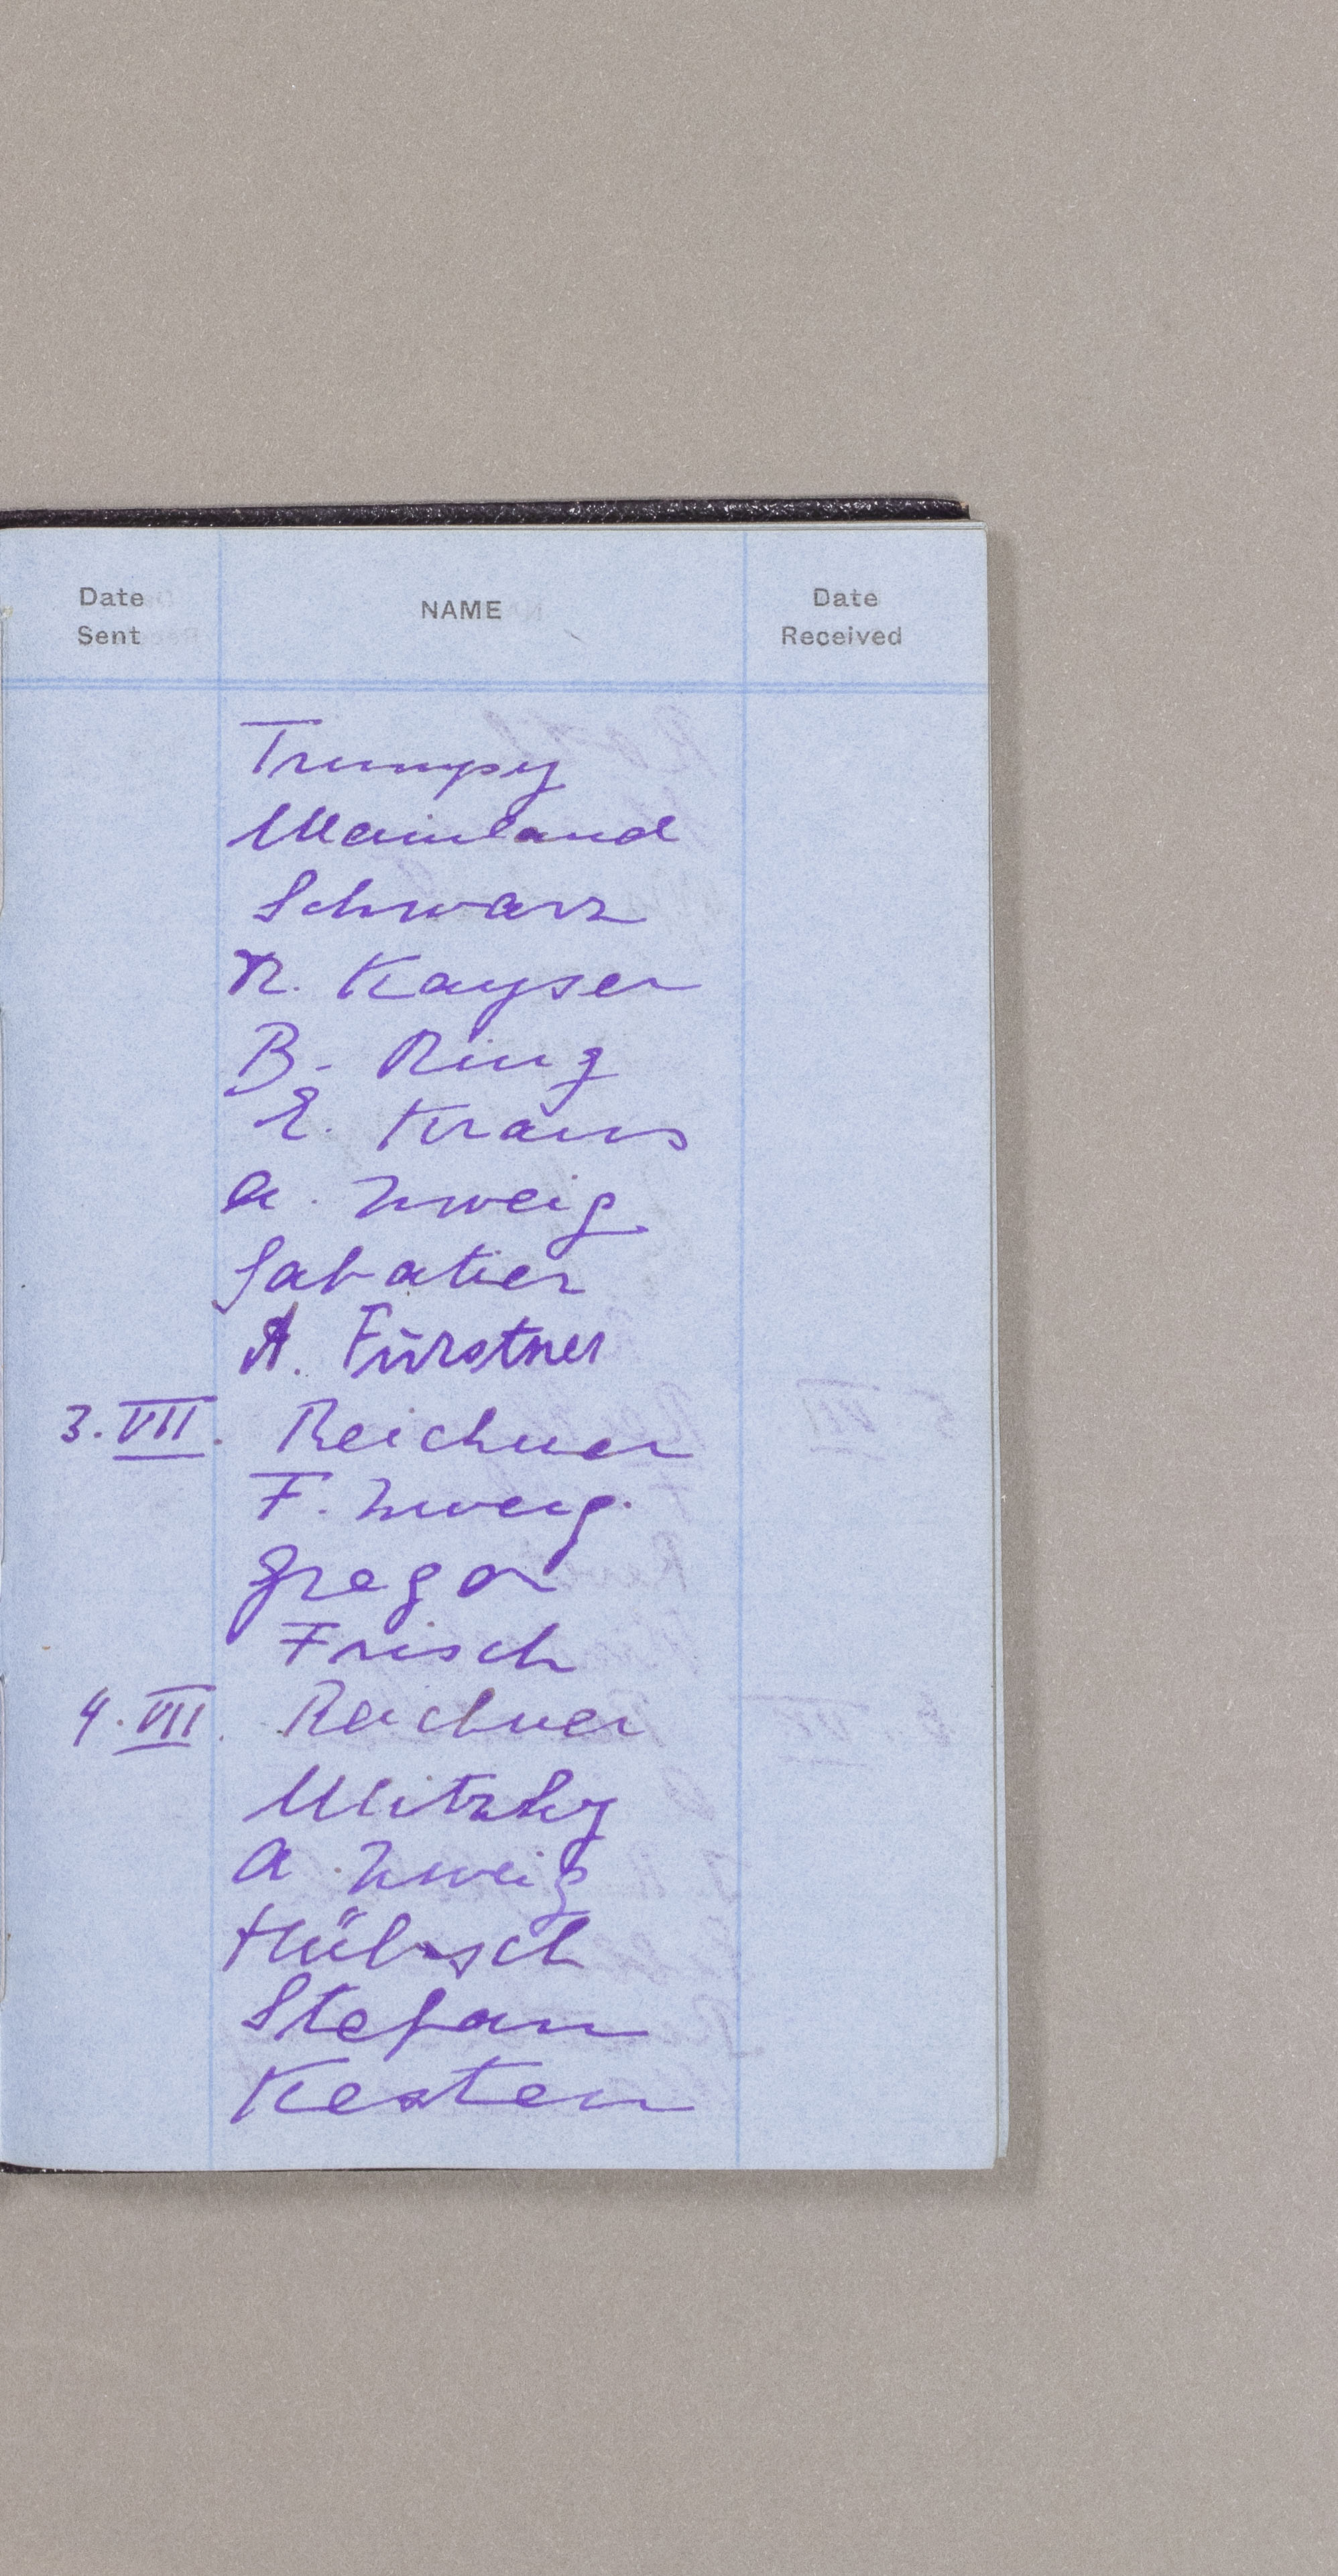 Date Sent NAME Date Received
Trumpy
Mainland
Schwarz
R. Kayser
B. Ring
E. Kraus
A. Zweig
Sabatier
A. Fürstner
3. VII. Reichner
F. Zweig.
Gregor
Frisch
4. VII. Reichner
Mitzky
A. Zweig
Hübsch
Stefan
Kesten